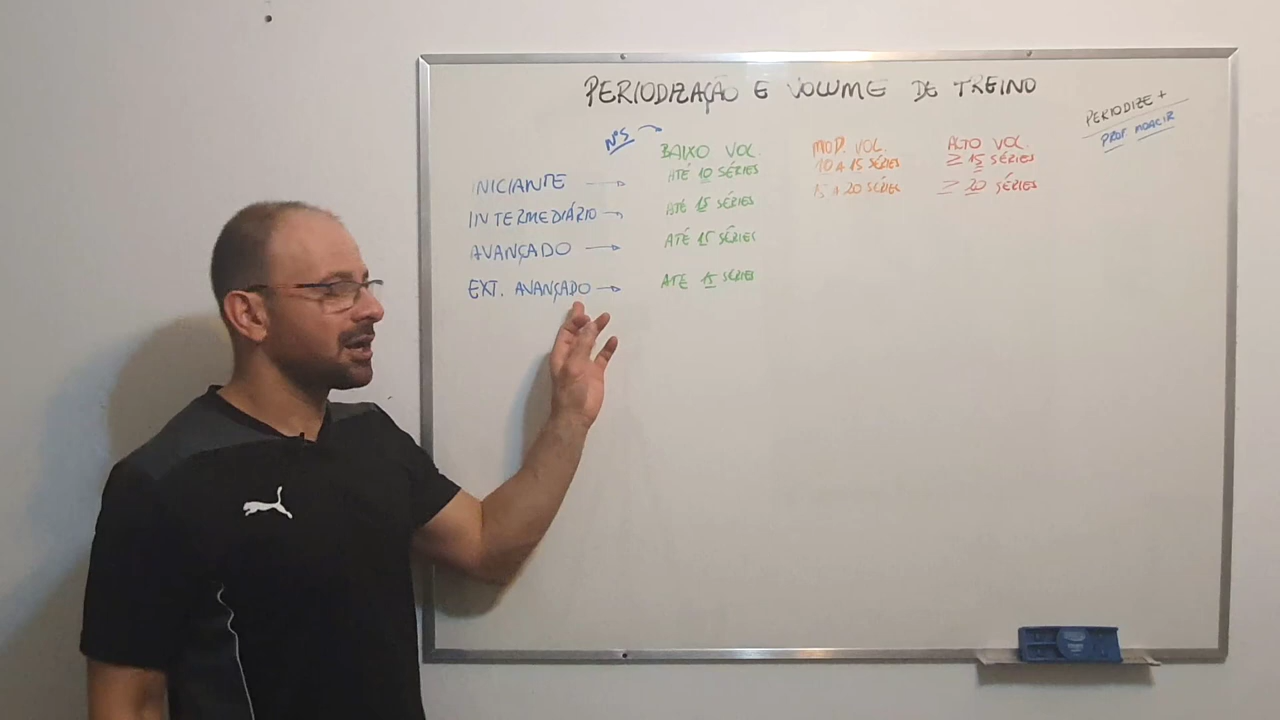 PERIODIZAÇÃO E VOLUME DE TREINO
PERIODIZE +
PROF MOACIR
NºS
BAIXO VOL. MOD. VOL. ALTO VOL.
INICIANTE ATÉ 10 SÉRIES 10 A 15 SÉRIES ≥ 15 SÉRIES
INTERMEDIÁRIO ATÉ 15 SÉRIES 15 A 20 SÉRIES ≥ 20 SÉRIES
AVANÇADO ATÉ 15 SÉRIES
EXT. AVANÇADO ATÉ 15 SÉRIES